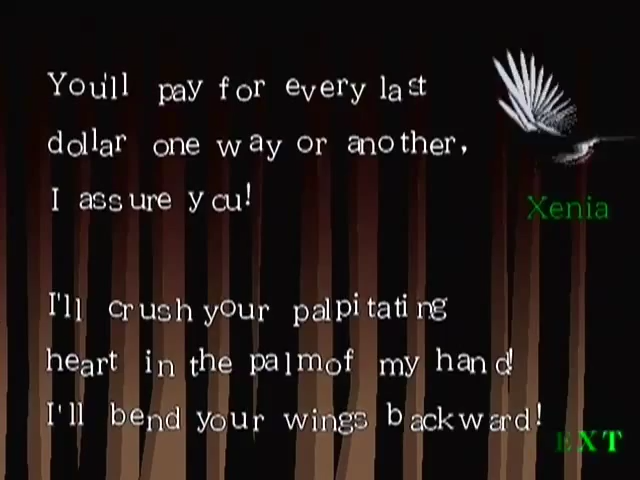 You'll pay for every last
dollar one way or another,
I assure you!
Xenia
I'll crush your palpitating
heart in the palm of my hand!
I'll bend your wings backward!
EXT